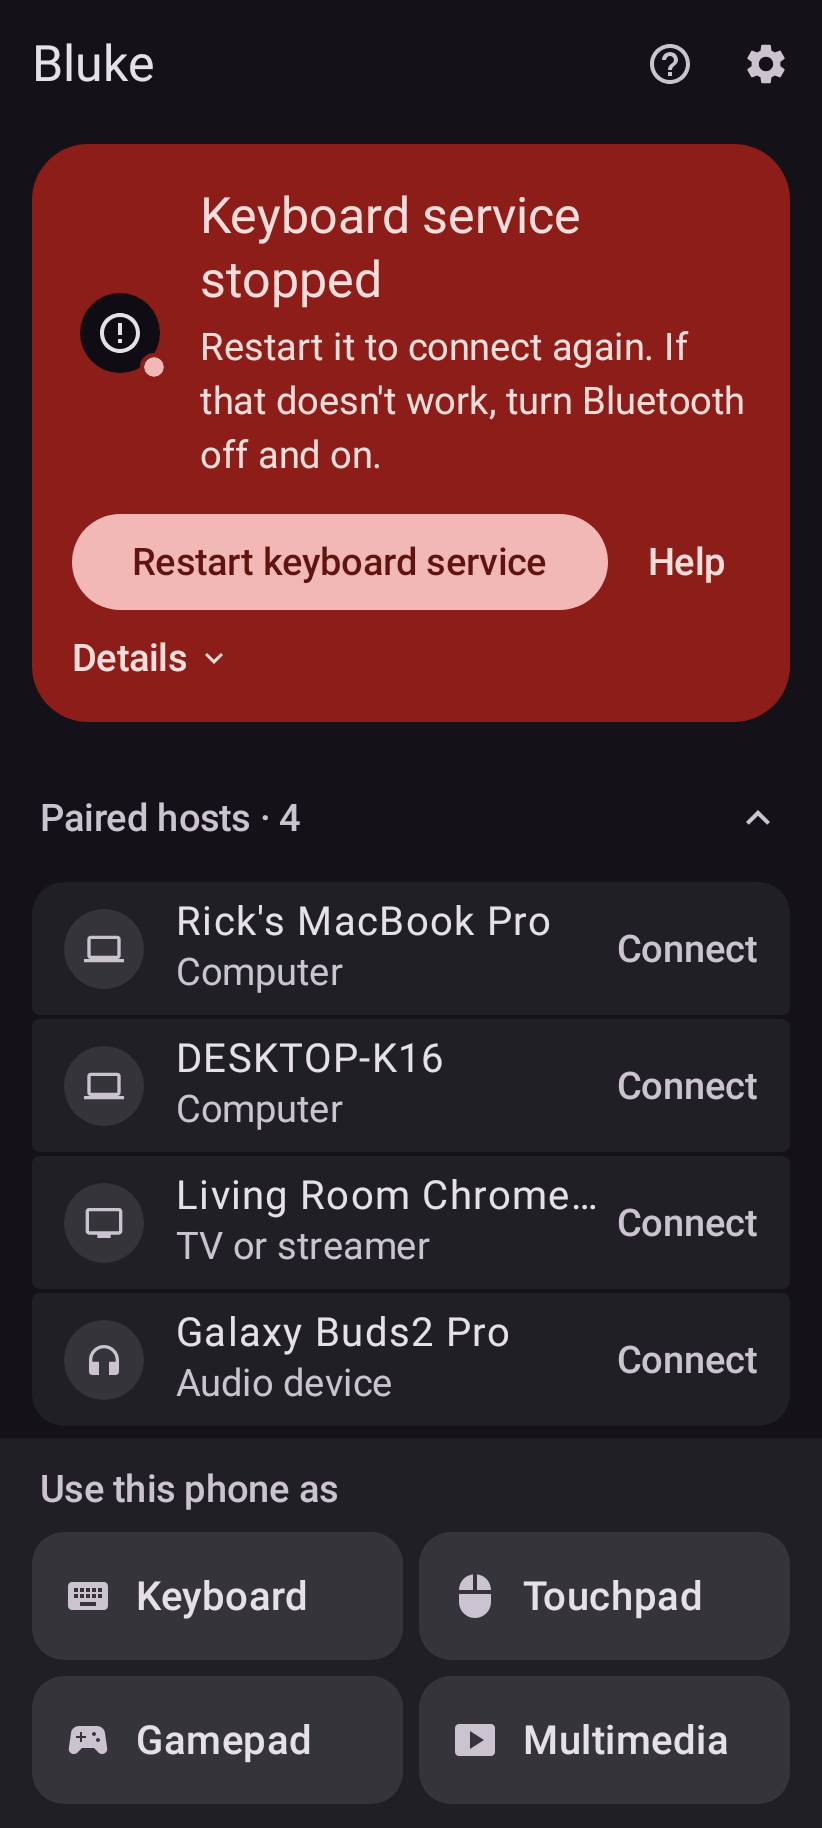 Bluke
Keyboard service
stopped
Restart it to connect again. If
that doesn't work, turn Bluetooth
off and on.
Restart keyboard service
Help
Details
Paired hosts · 4
Rick's MacBook Pro
Computer
Connect
DESKTOP-K16
Computer
Connect
Living Room Chrome…
TV or streamer
Connect
Galaxy Buds2 Pro
Audio device
Connect
Use this phone as
Keyboard
Touchpad
Gamepad
Multimedia